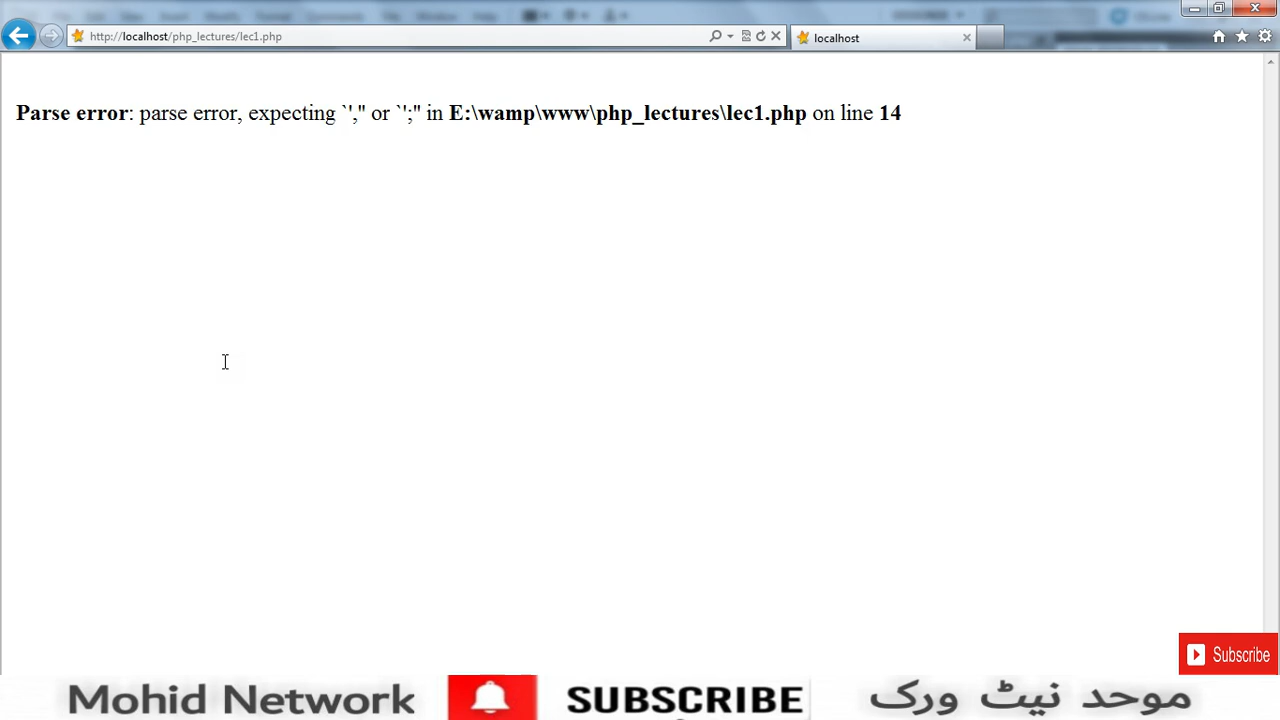 http://localhost/php_lectures/lec1.php
localhost
Parse error: parse error, expecting `','' or `';'' in E:\wamp\www\php_lectures\lec1.php on line 14
Subscribe
Mohid Network
SUBSCRIBE
موحد نیٹ ورک